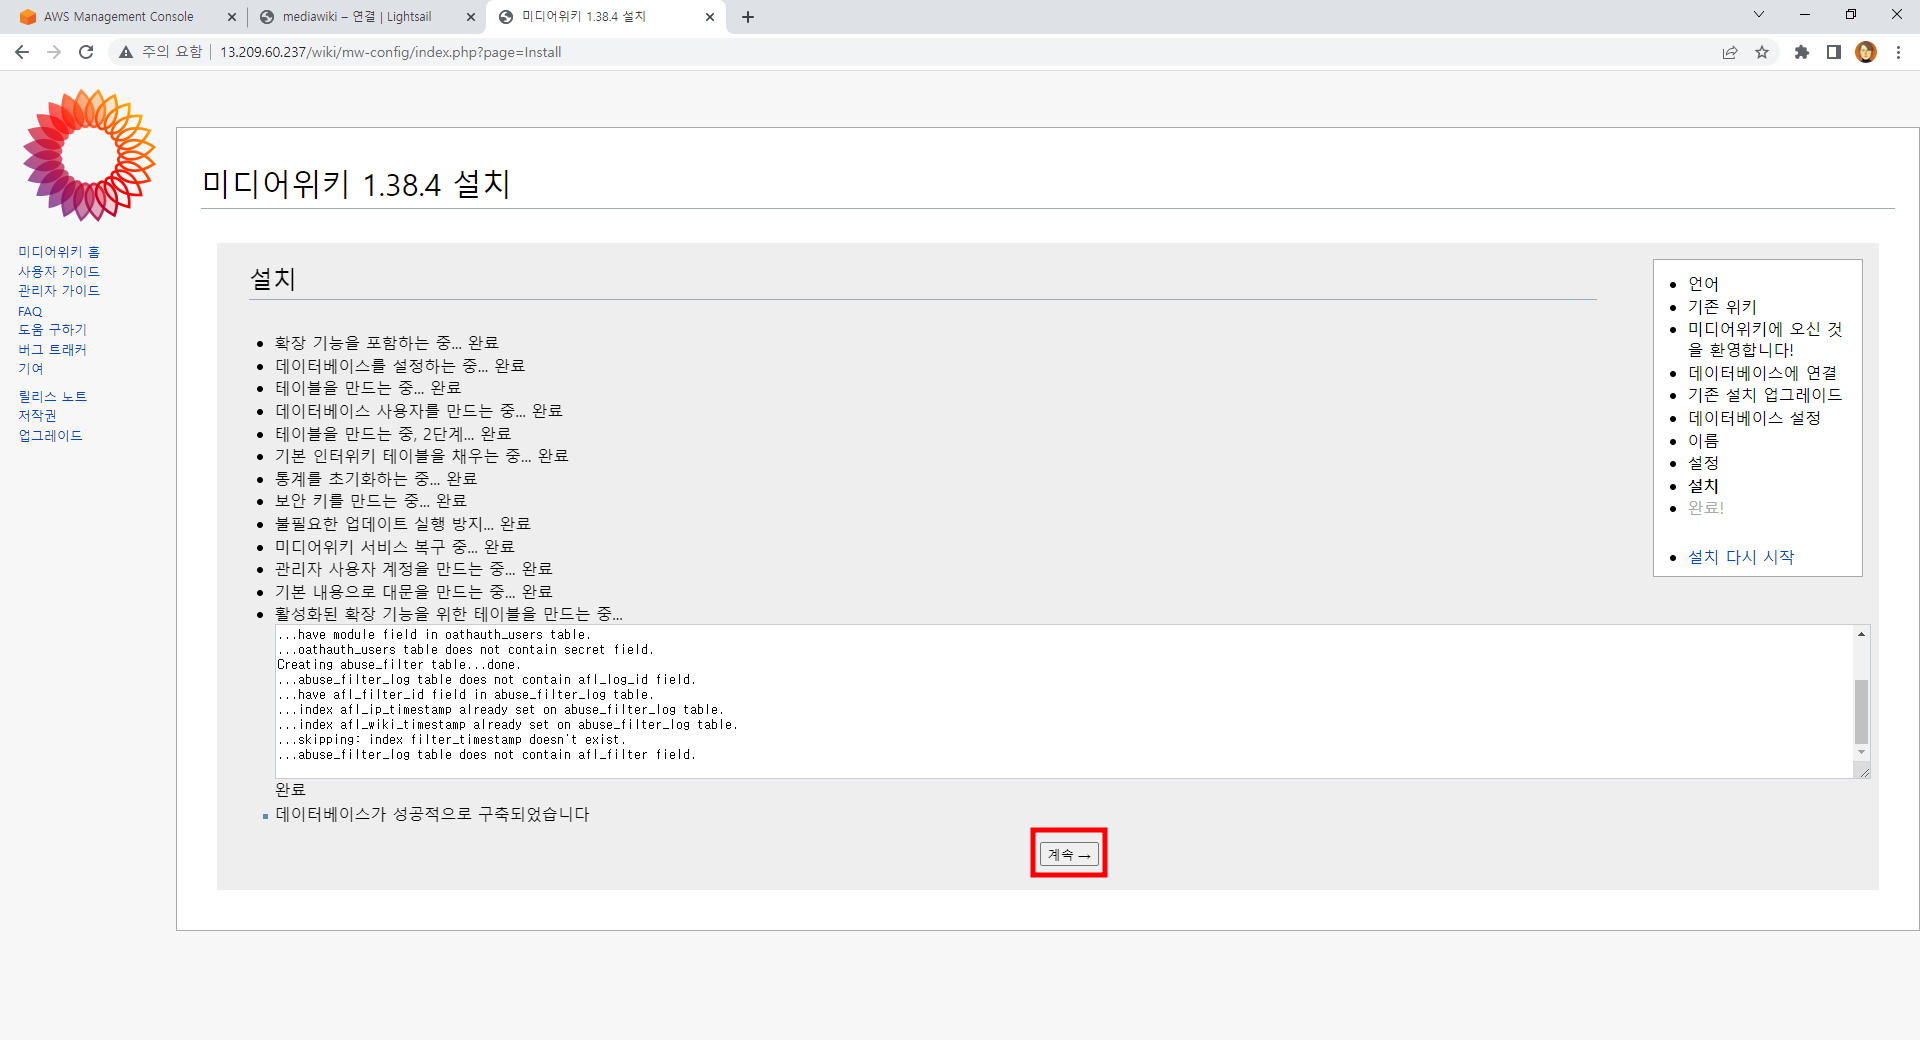 AWS Management Console
mediawiki – 연결 | Lightsail
미디어위키 1.38.4 설치
주의 요함
13.209.60.237/wiki/mw-config/index.php?page=Install
미디어위키 홈
사용자 가이드
관리자 가이드
FAQ
도움 구하기
버그 트래커
기여
릴리스 노트
저작권
업그레이드
미디어위키 1.38.4 설치
설치
확장 기능을 포함하는 중... 완료
데이터베이스를 설정하는 중... 완료
테이블을 만드는 중... 완료
데이터베이스 사용자를 만드는 중... 완료
테이블을 만드는 중, 2단계... 완료
기본 인터위키 테이블을 채우는 중... 완료
통계를 초기화하는 중... 완료
보안 키를 만드는 중... 완료
불필요한 업데이트 실행 방지... 완료
미디어위키 서비스 복구 중... 완료
관리자 사용자 계정을 만드는 중... 완료
기본 내용으로 대문을 만드는 중... 완료
활성화된 확장 기능을 위한 테이블을 만드는 중...
...have module field in oathauth_users table.
...oathauth_users table does not contain secret field.
Creating abuse_filter table...done.
...abuse_filter_log table does not contain afl_log_id field.
...have afl_filter_id field in abuse_filter_log table.
...index afl_ip_timestamp already set on abuse_filter_log table.
...index afl_wiki_timestamp already set on abuse_filter_log table.
...skipping: index filter_timestamp doesn't exist.
...abuse_filter_log table does not contain afl_filter field.
완료
데이터베이스가 성공적으로 구축되었습니다
계속 →
언어
기존 위키
미디어위키에 오신 것
을 환영합니다!
데이터베이스에 연결
기존 설치 업그레이드
데이터베이스 설정
이름
설정
설치
완료!
설치 다시 시작